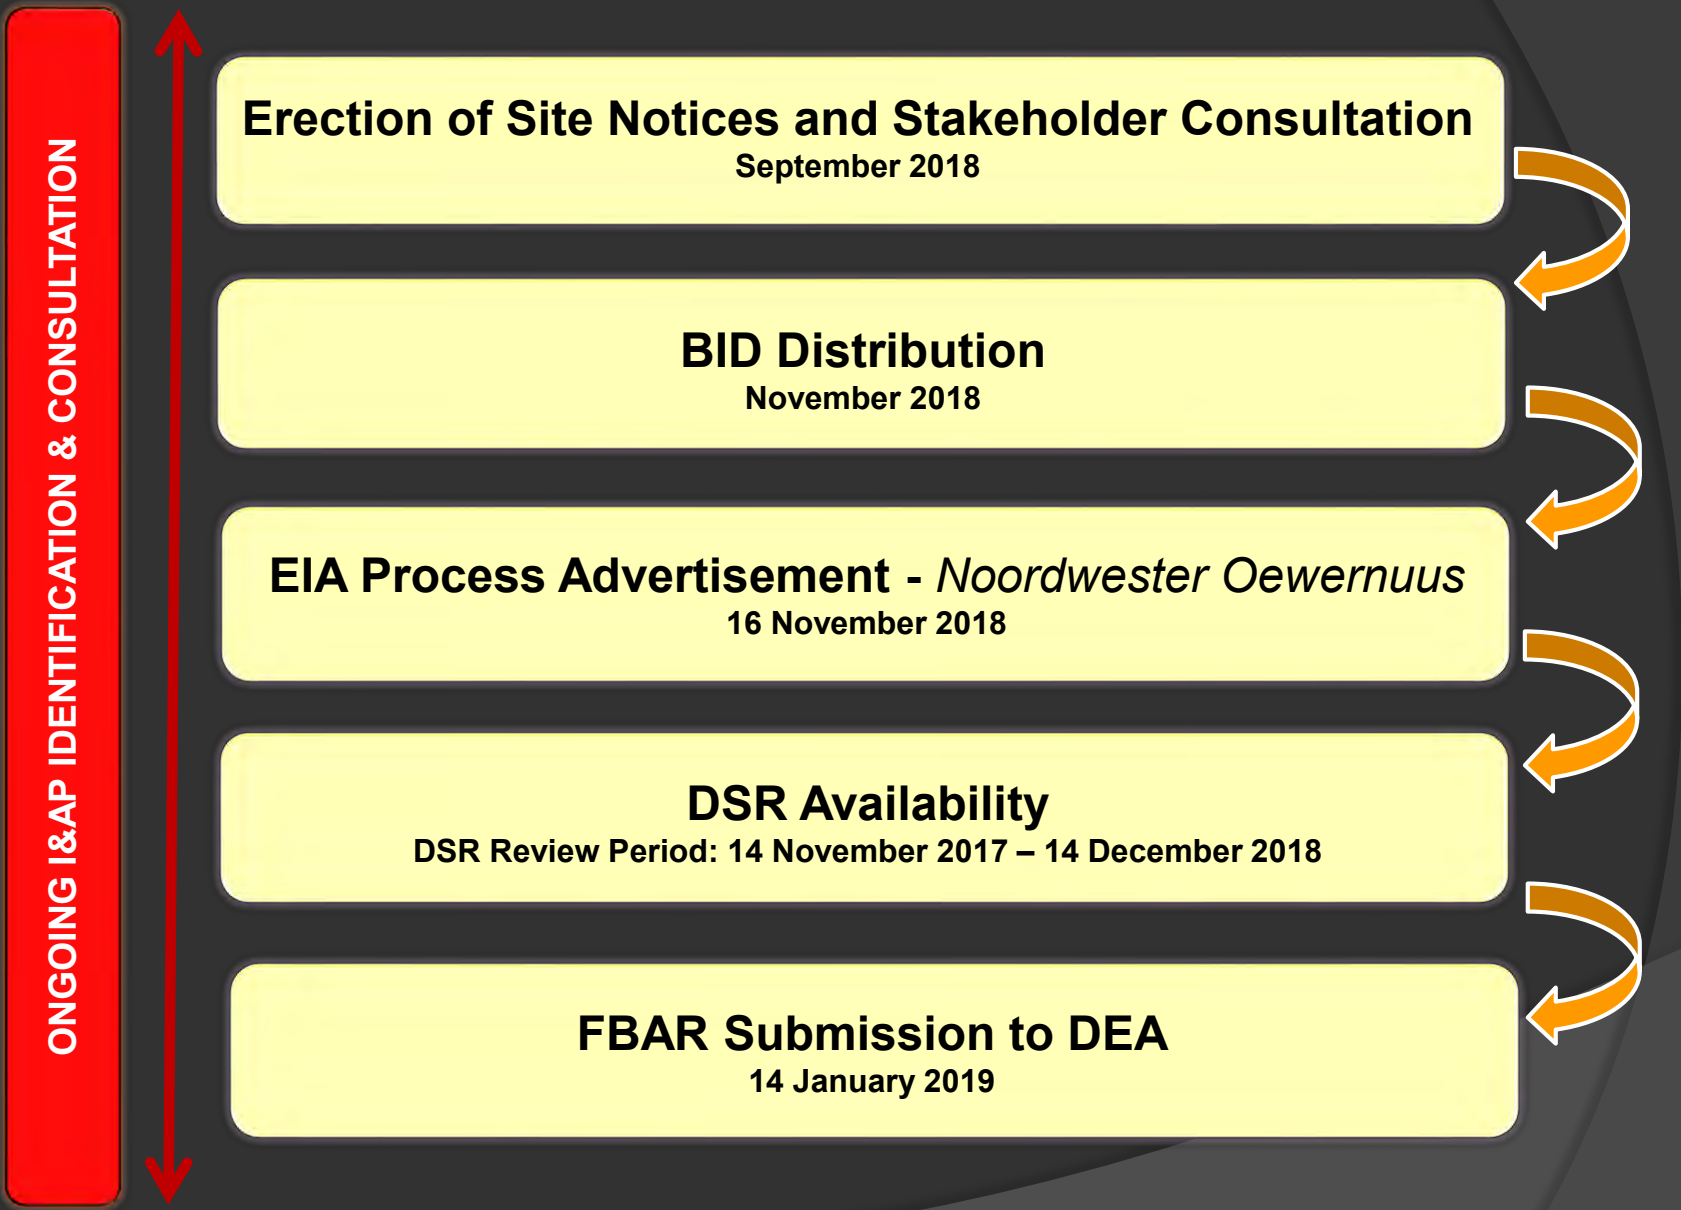 ONGOING I&AP IDENTIFICATION & CONSULTATION
Erection of Site Notices and Stakeholder Consultation
September 2018
BID Distribution
November 2018
EIA Process Advertisement - Noordwester Oewernuus
16 November 2018
DSR Availability
DSR Review Period: 14 November 2017 – 14 December 2018
FBAR Submission to DEA
14 January 2019